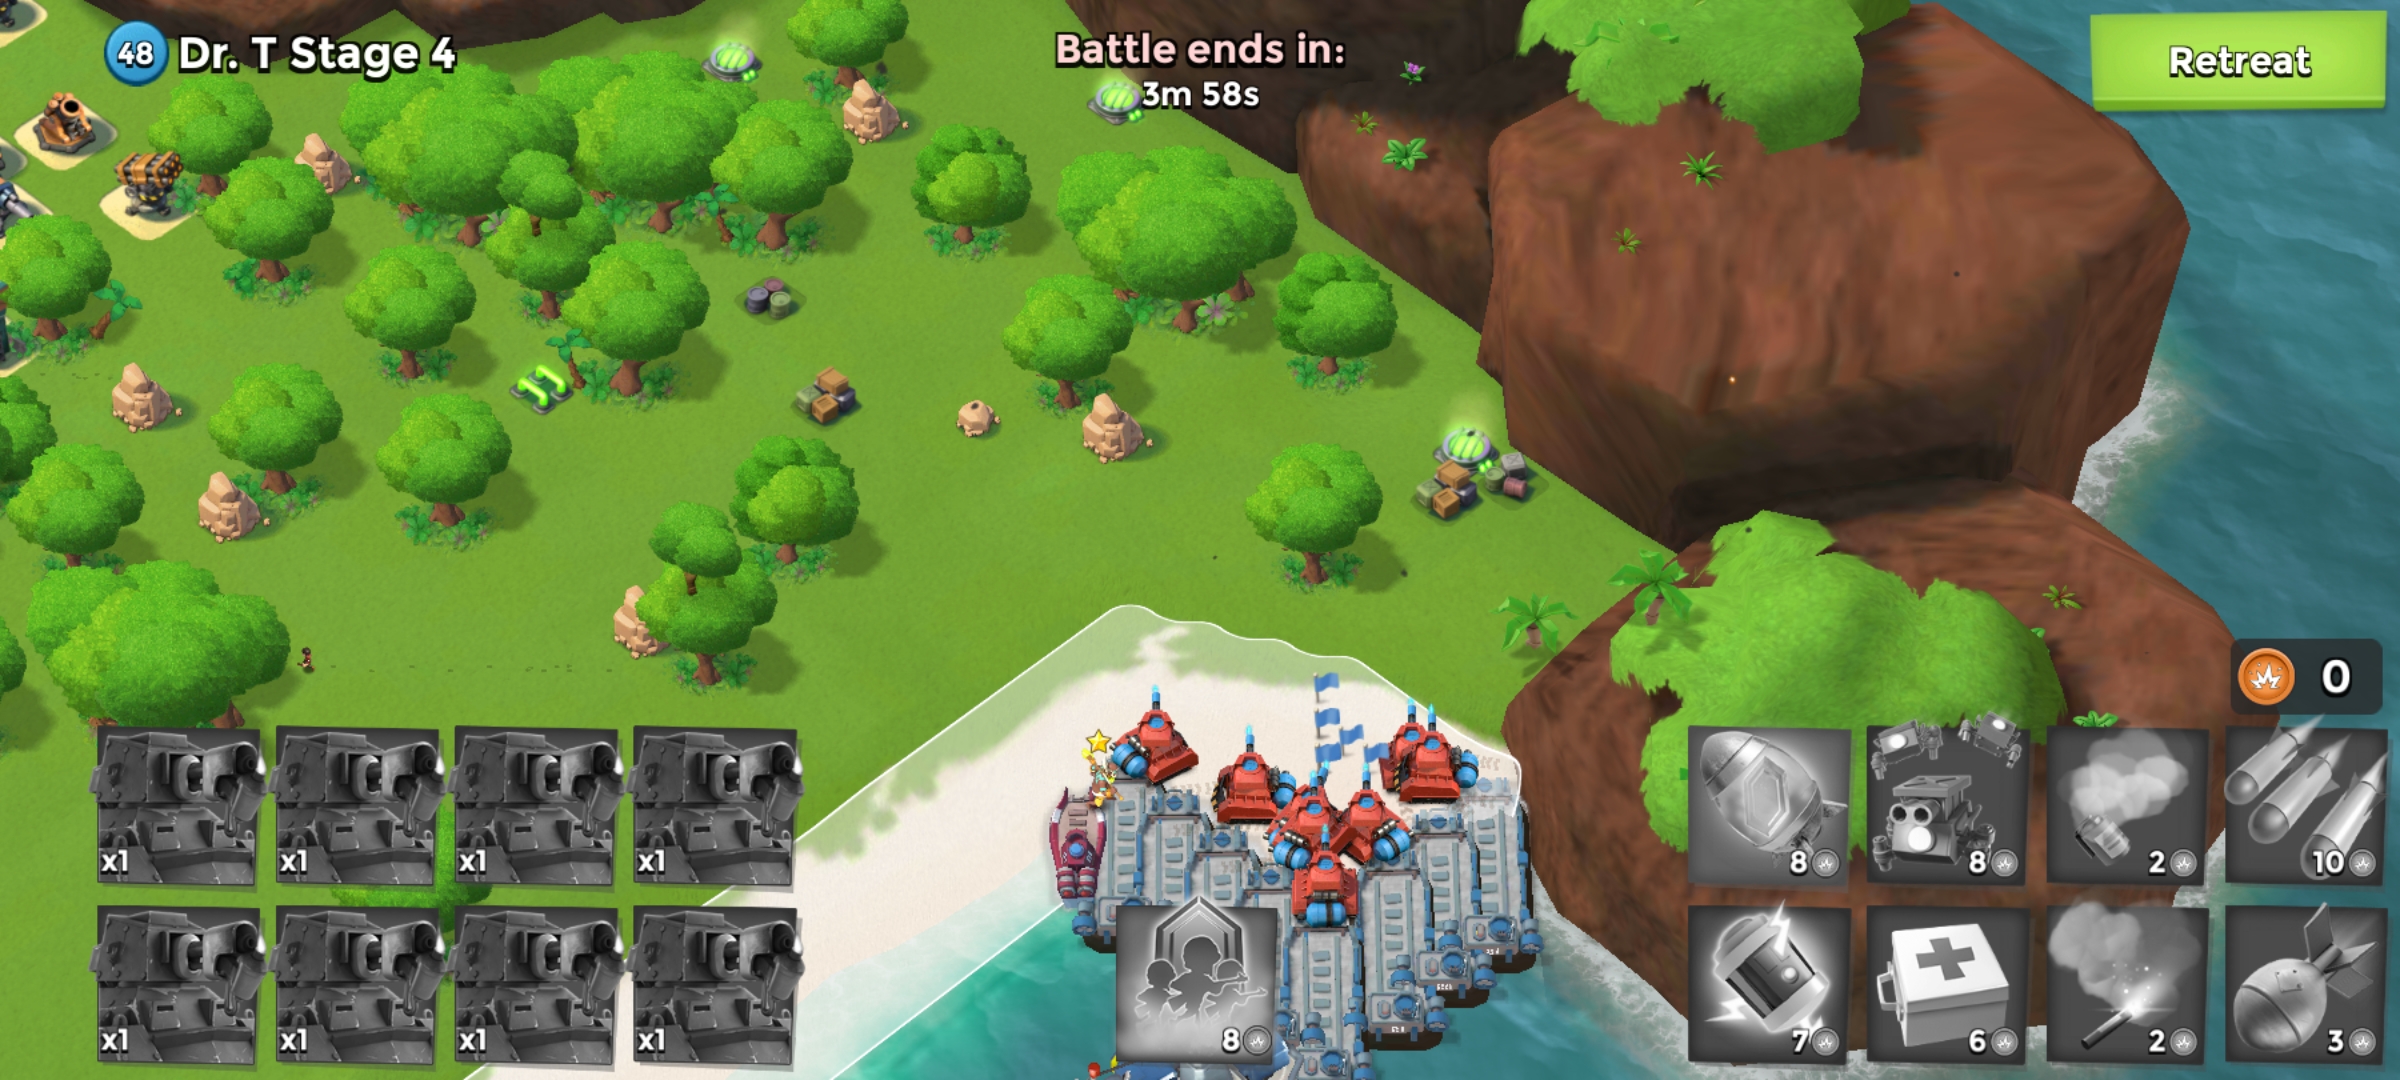 48 Dr. T Stage 4
Battle ends in:
3m 58s
Retreat
0
x1 x1 x1 x1
8 8 2 10
x1 x1 x1 x1
8
7 6 2 3